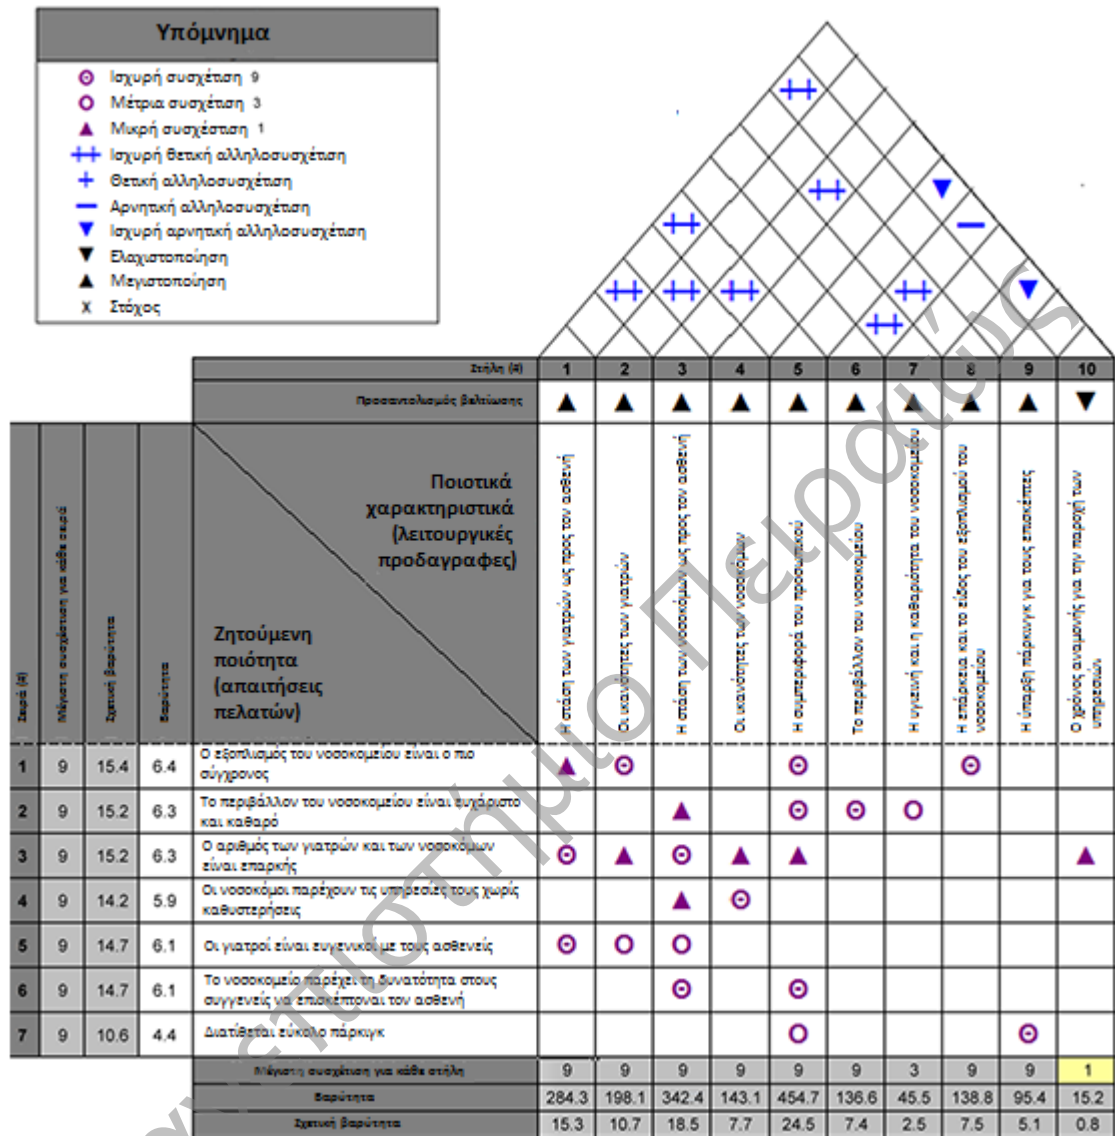 Υπόμνημα
Ισχυρή συσχέτιση 9
Μέτρια συσχέτιση 3
Μικρή συσχέστιση 1
Ισχυρή θετική αλληλοσυσχέτιση
Θετική αλληλοσυσχέτιση
Αρνητική αλληλοσυσχέτιση
Ισχυρή αρνητική αλληλοσυσχέτιση
Ελαχιστοποίηση
Μεγιστοποίηση
X Στόχος
Στήλη (#) 1 2 3 4 5 6 7 8 9 10
Προσαντολισμός βελτίωσης
Σειρά (#)
Μέγιστη συσχέτιση για κάθε σειρά
Σχετική βαρύτητα
Βαρύτητα
Ποιοτικά
χαρακτηριστικά
(λειτουργικές
προδαγραφες)
Ζητούμενη
ποιότητα
(απαιτήσεις
πελατών)
Η στάση των γιατρών ως προς τον ασθενή
Οι ικανότητες των γιατρών
Η στάση των νοσοκόμων ως προς τον ασθενή
Οι ικανότητες των νοσοκόμων
Η συμπεριφορά του προσωπικού
Το περιβάλλον του νοσοκομείου
Η υγιεινή και η καθαριότητα του νοσοκομείου
Η επάρκεια και το είδος του εξοπλισμού του
νοσοκομείου
Η ύπαρξη πάρκινγκ για τους επισκέπτες
Ο χρόνος αναμονής για την παροχή των
υπηρεσιών
1 9 15.4 6.4 Ο εξοπλισμός του νοσοκομείου είναι ο πιο
σύγχρονος
2 9 15.2 6.3 Το περιβάλλον του νοσοκομείου είναι ευχάριστο
και καθαρό
3 9 15.2 6.3 Ο αριθμός των γιατρών και των νοσοκόμων
είναι επαρκής
4 9 14.2 5.9 Οι νοσοκόμοι παρέχουν τις υπηρεσίες τους χωρίς
καθυστερήσεις
5 9 14.7 6.1 Οι γιατροί είναι ευγενικοί με τους ασθενείς
6 9 14.7 6.1 Το νοσοκομείο παρέχει τη δυνατότητα στους
συγγενείς να επισκέπτοναι τον ασθενή
7 9 10.6 4.4 Διατίθεται εύκολο πάρκιγκ
Μέγιστη συσχέτιση για κάθε στήλη 9 9 9 9 9 9 3 9 9 1
Βαρύτητα 284.3 198.1 342.4 143.1 454.7 136.6 45.5 138.8 95.4 15.2
Σχετική βαρύτητα 15.3 10.7 18.5 7.7 24.5 7.4 2.5 7.5 5.1 0.8
Πανεπιστήμιο Πειραιώς